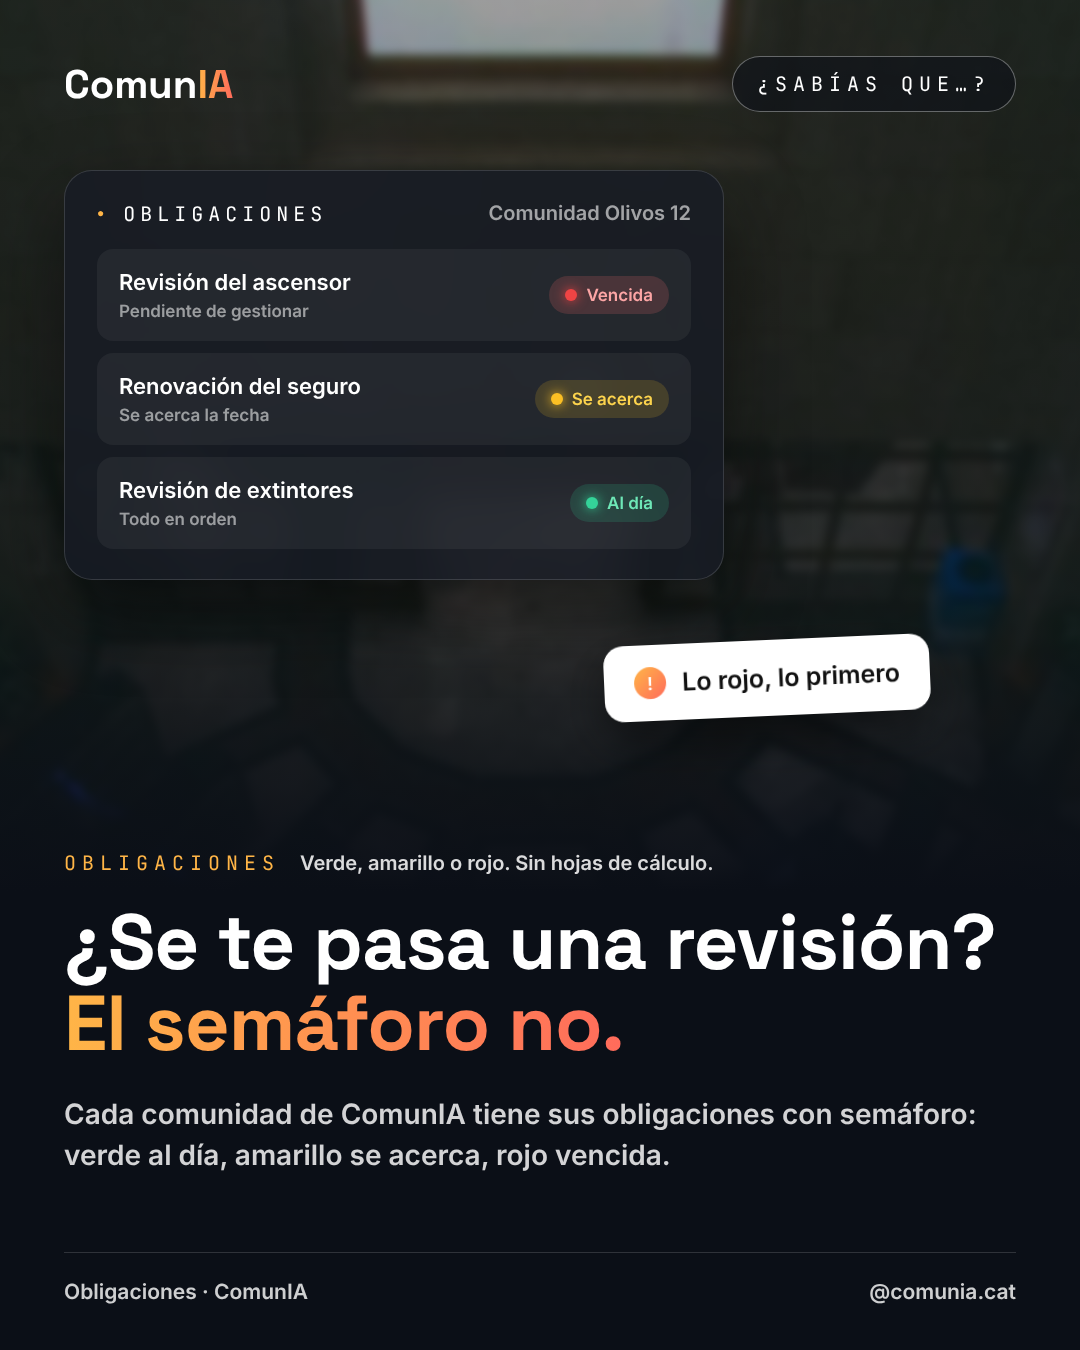 ComunIA
¿SABÍAS QUE…?
OBLIGACIONES
Comunidad Olivos 12
Revisión del ascensor
Pendiente de gestionar
Vencida
Renovación del seguro
Se acerca la fecha
Se acerca
Revisión de extintores
Todo en orden
Al día
! Lo rojo, lo primero
OBLIGACIONES Verde, amarillo o rojo. Sin hojas de cálculo.
¿Se te pasa una revisión?
El semáforo no.
Cada comunidad de ComunIA tiene sus obligaciones con semáforo:
verde al día, amarillo se acerca, rojo vencida.
Obligaciones · ComunIA
@comunia.cat